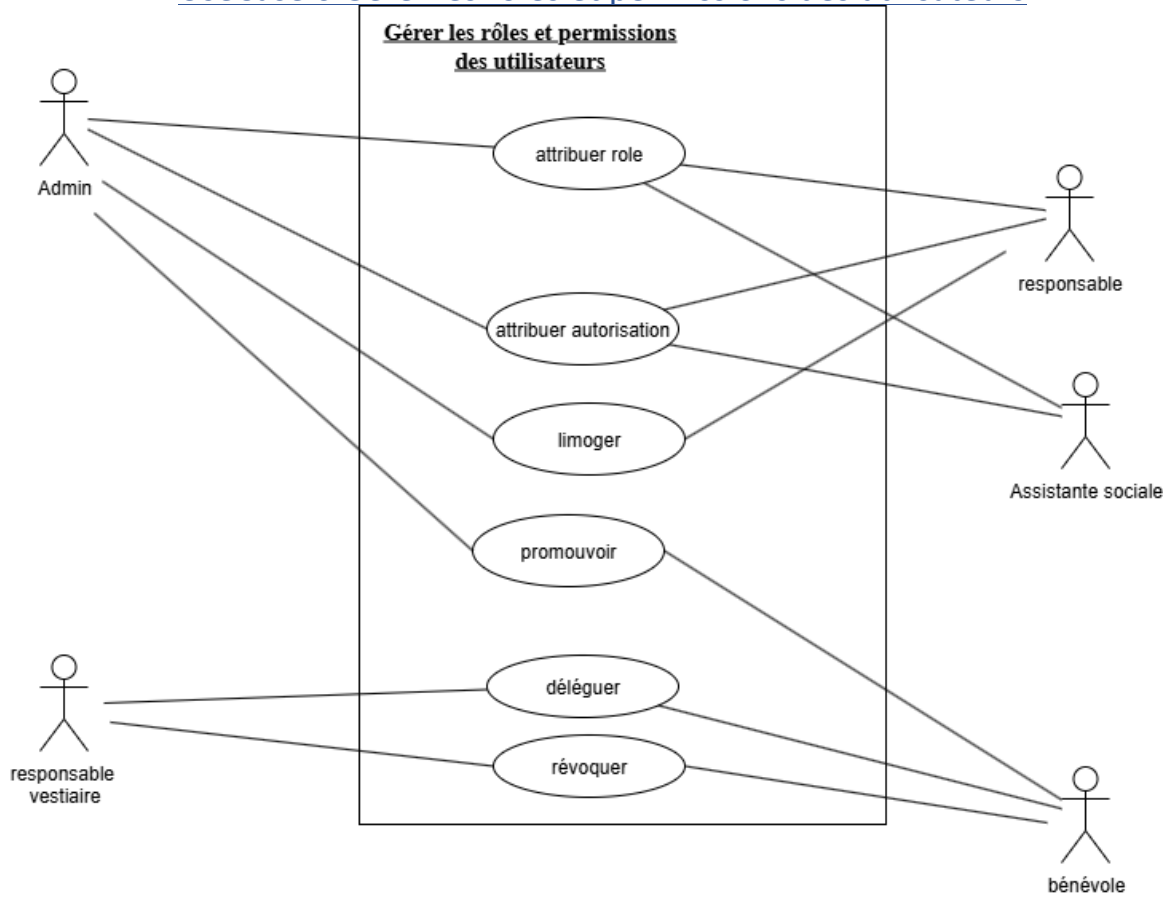 Gérer les rôles et permissions
des utilisateurs
attribuer role
Admin
responsable
attribuer autorisation
limoger
Assistante sociale
promouvoir
déléguer
révoquer
responsable
vestiaire
bénévole